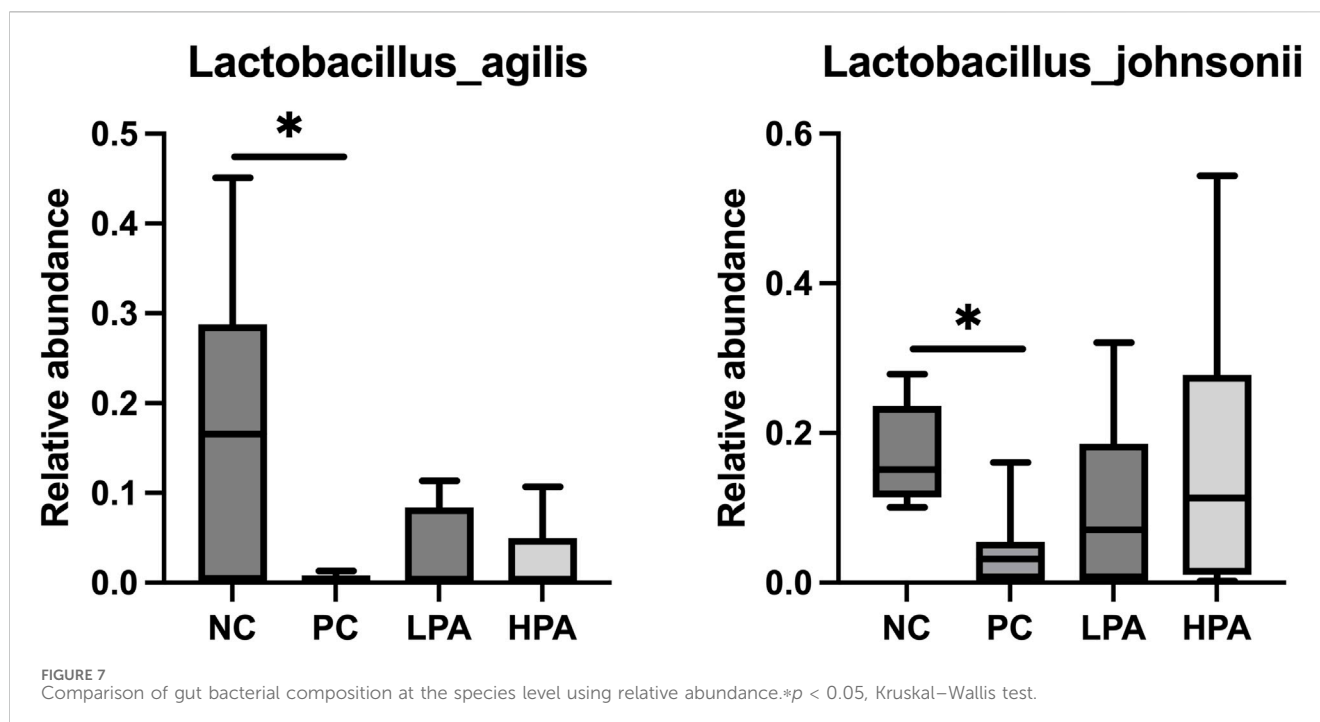 Lactobacillus_agilis
Lactobacillus_johnsonii
Relative abundance
0.5
0.4
0.3
0.2
0.1
0.0
*
NC PC LPA HPA
Relative abundance
0.6
0.4
0.2
0.0
*
NC PC LPA HPA
FIGURE 7
Comparison of gut bacterial composition at the species level using relative abundance.*p < 0.05, Kruskal–Wallis test.